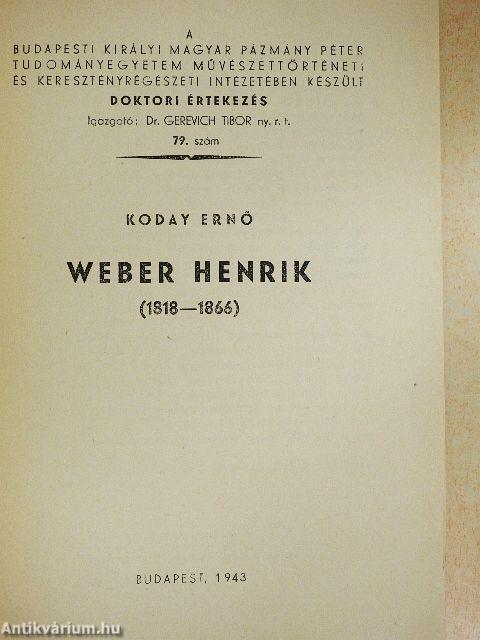 A
BUDAPESTI KIRÁLYI MAGYAR PÁZMÁNY PÉTER
TUDOMÁNYEGYETEM MŰVÉSZETTÖRTÉNETI
ÉS KERESZTÉNYRÉGÉSZETI INTÉZETÉBEN KÉSZÜLT
DOKTORI ÉRTEKEZÉS
Igazgató: Dr. GEREVICH TIBOR ny. r. t.
79. szám
KODAY ERNŐ
WEBER HENRIK
(1818—1866)
BUDAPEST, 1943
Antikvárium.hu